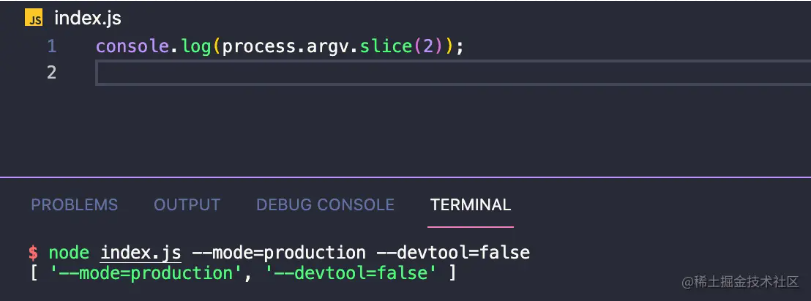 JS index.js
1 console.log(process.argv.slice(2));
2
PROBLEMS OUTPUT DEBUG CONSOLE TERMINAL
$ node index.js --mode=production --devtool=false
[ '--mode=production', '--devtool=false' ]
@稀土掘金技术社区